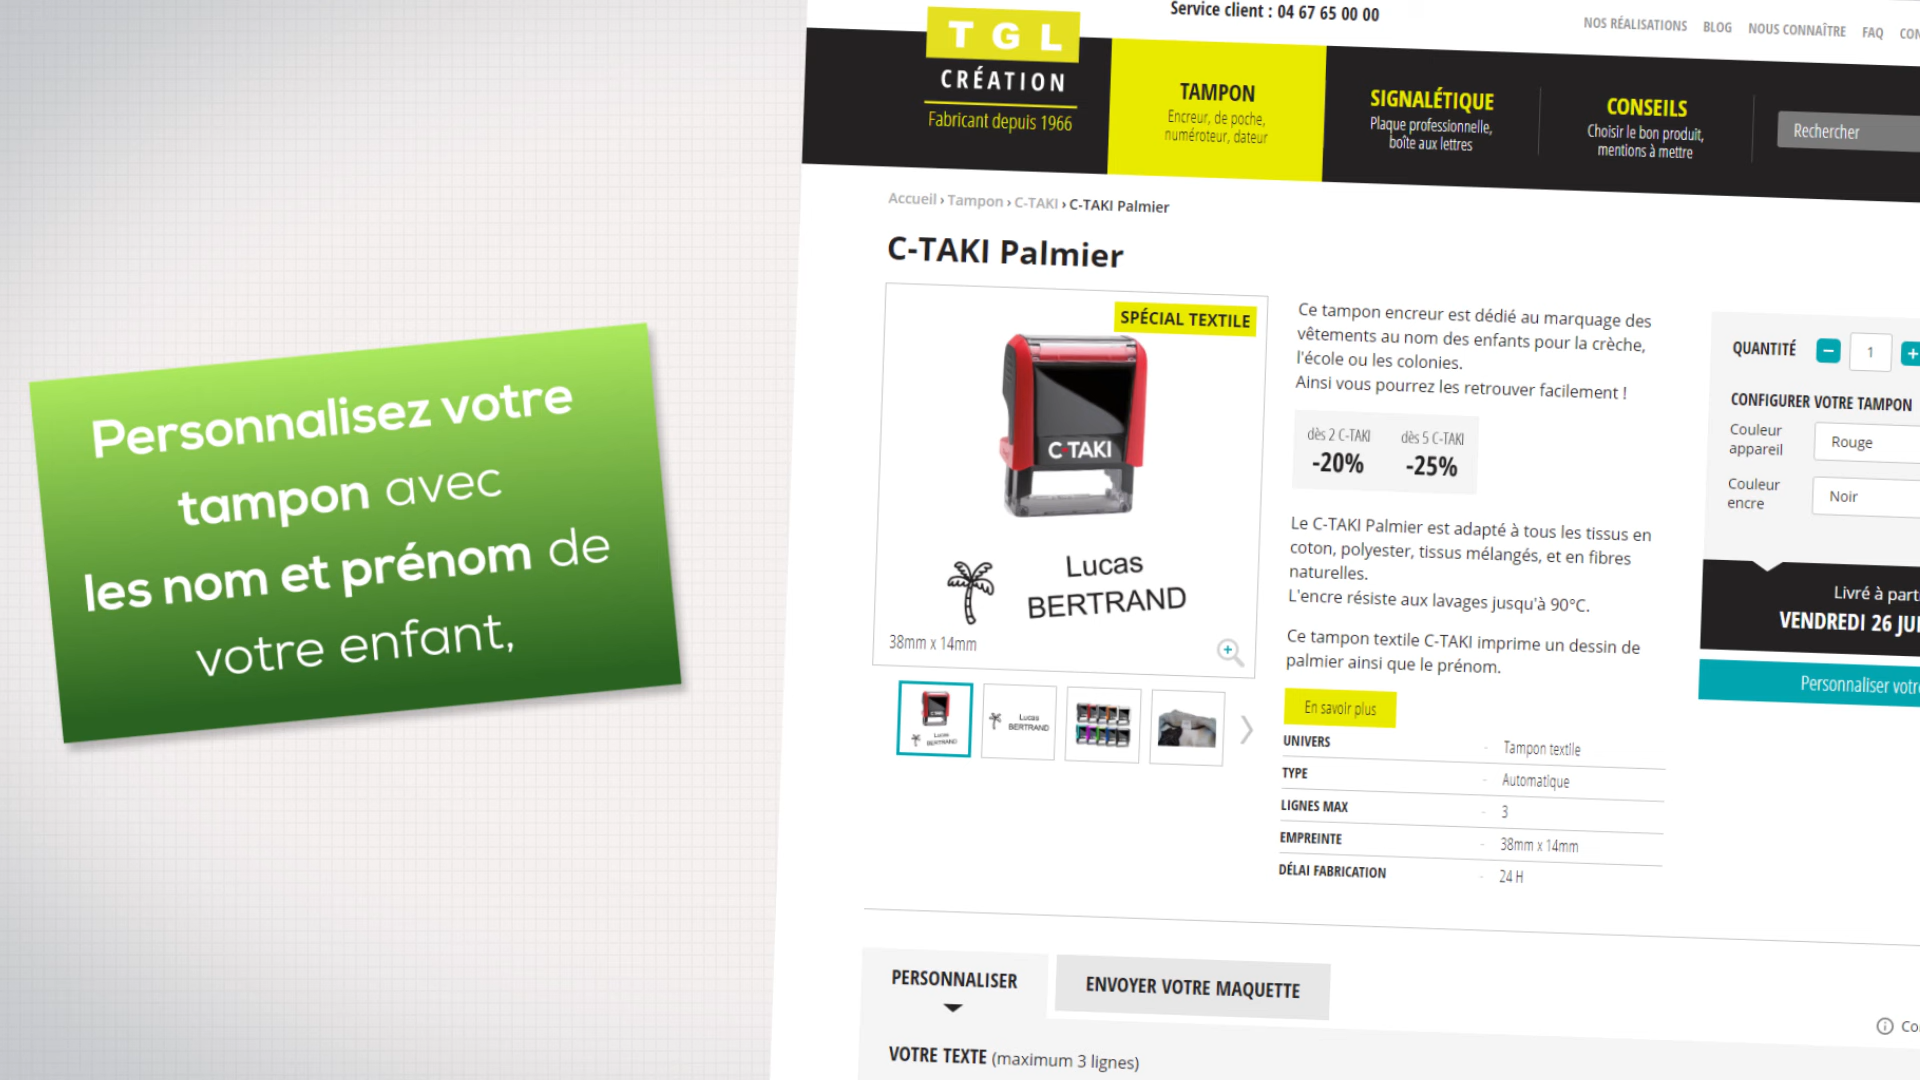 Personnalisez votre
tampon avec
les nom et prénom de
votre enfant,
Service client : 04 67 65 00 00
NOS RÉALISATIONS BLOG NOUS CONNAÎTRE FAQ
TGL
CRÉATION
Fabricant depuis 1966
TAMPON
Encreur, de poche,
numéroteur, dateur
SIGNALÉTIQUE
Plaque professionnelle,
boîte aux lettres
CONSEILS
Choisir le bon produit,
mentions à mettre
Rechercher
Accueil › Tampon › C-TAKI › C-TAKI Palmier
C-TAKI Palmier
SPÉCIAL TEXTILE
C-TAKI
Lucas
BERTRAND
38mm x 14mm
Lucas
BERTRAND
Lucas
BERTRAND
Ce tampon encreur est dédié au marquage des
vêtements au nom des enfants pour la crèche,
l'école ou les colonies.
Ainsi vous pourrez les retrouver facilement !
dès 2 C-TAKI
-20%
dès 5 C-TAKI
-25%
Le C-TAKI Palmier est adapté à tous les tissus en
coton, polyester, tissus mélangés, et en fibres
naturelles.
L'encre résiste aux lavages jusqu'à 90°C.
Ce tampon textile C-TAKI imprime un dessin de
palmier ainsi que le prénom.
En savoir plus
UNIVERS - Tampon textile
TYPE - Automatique
LIGNES MAX - 3
EMPREINTE - 38mm x 14mm
DÉLAI FABRICATION - 24 H
QUANTITÉ - 1 +
CONFIGURER VOTRE TAMPON
Couleur
appareil
Rouge
Couleur
encre
Noir
Livré à
VENDREDI 26
Personnaliser
PERSONNALISER
ENVOYER VOTRE MAQUETTE
VOTRE TEXTE (maximum 3 lignes)